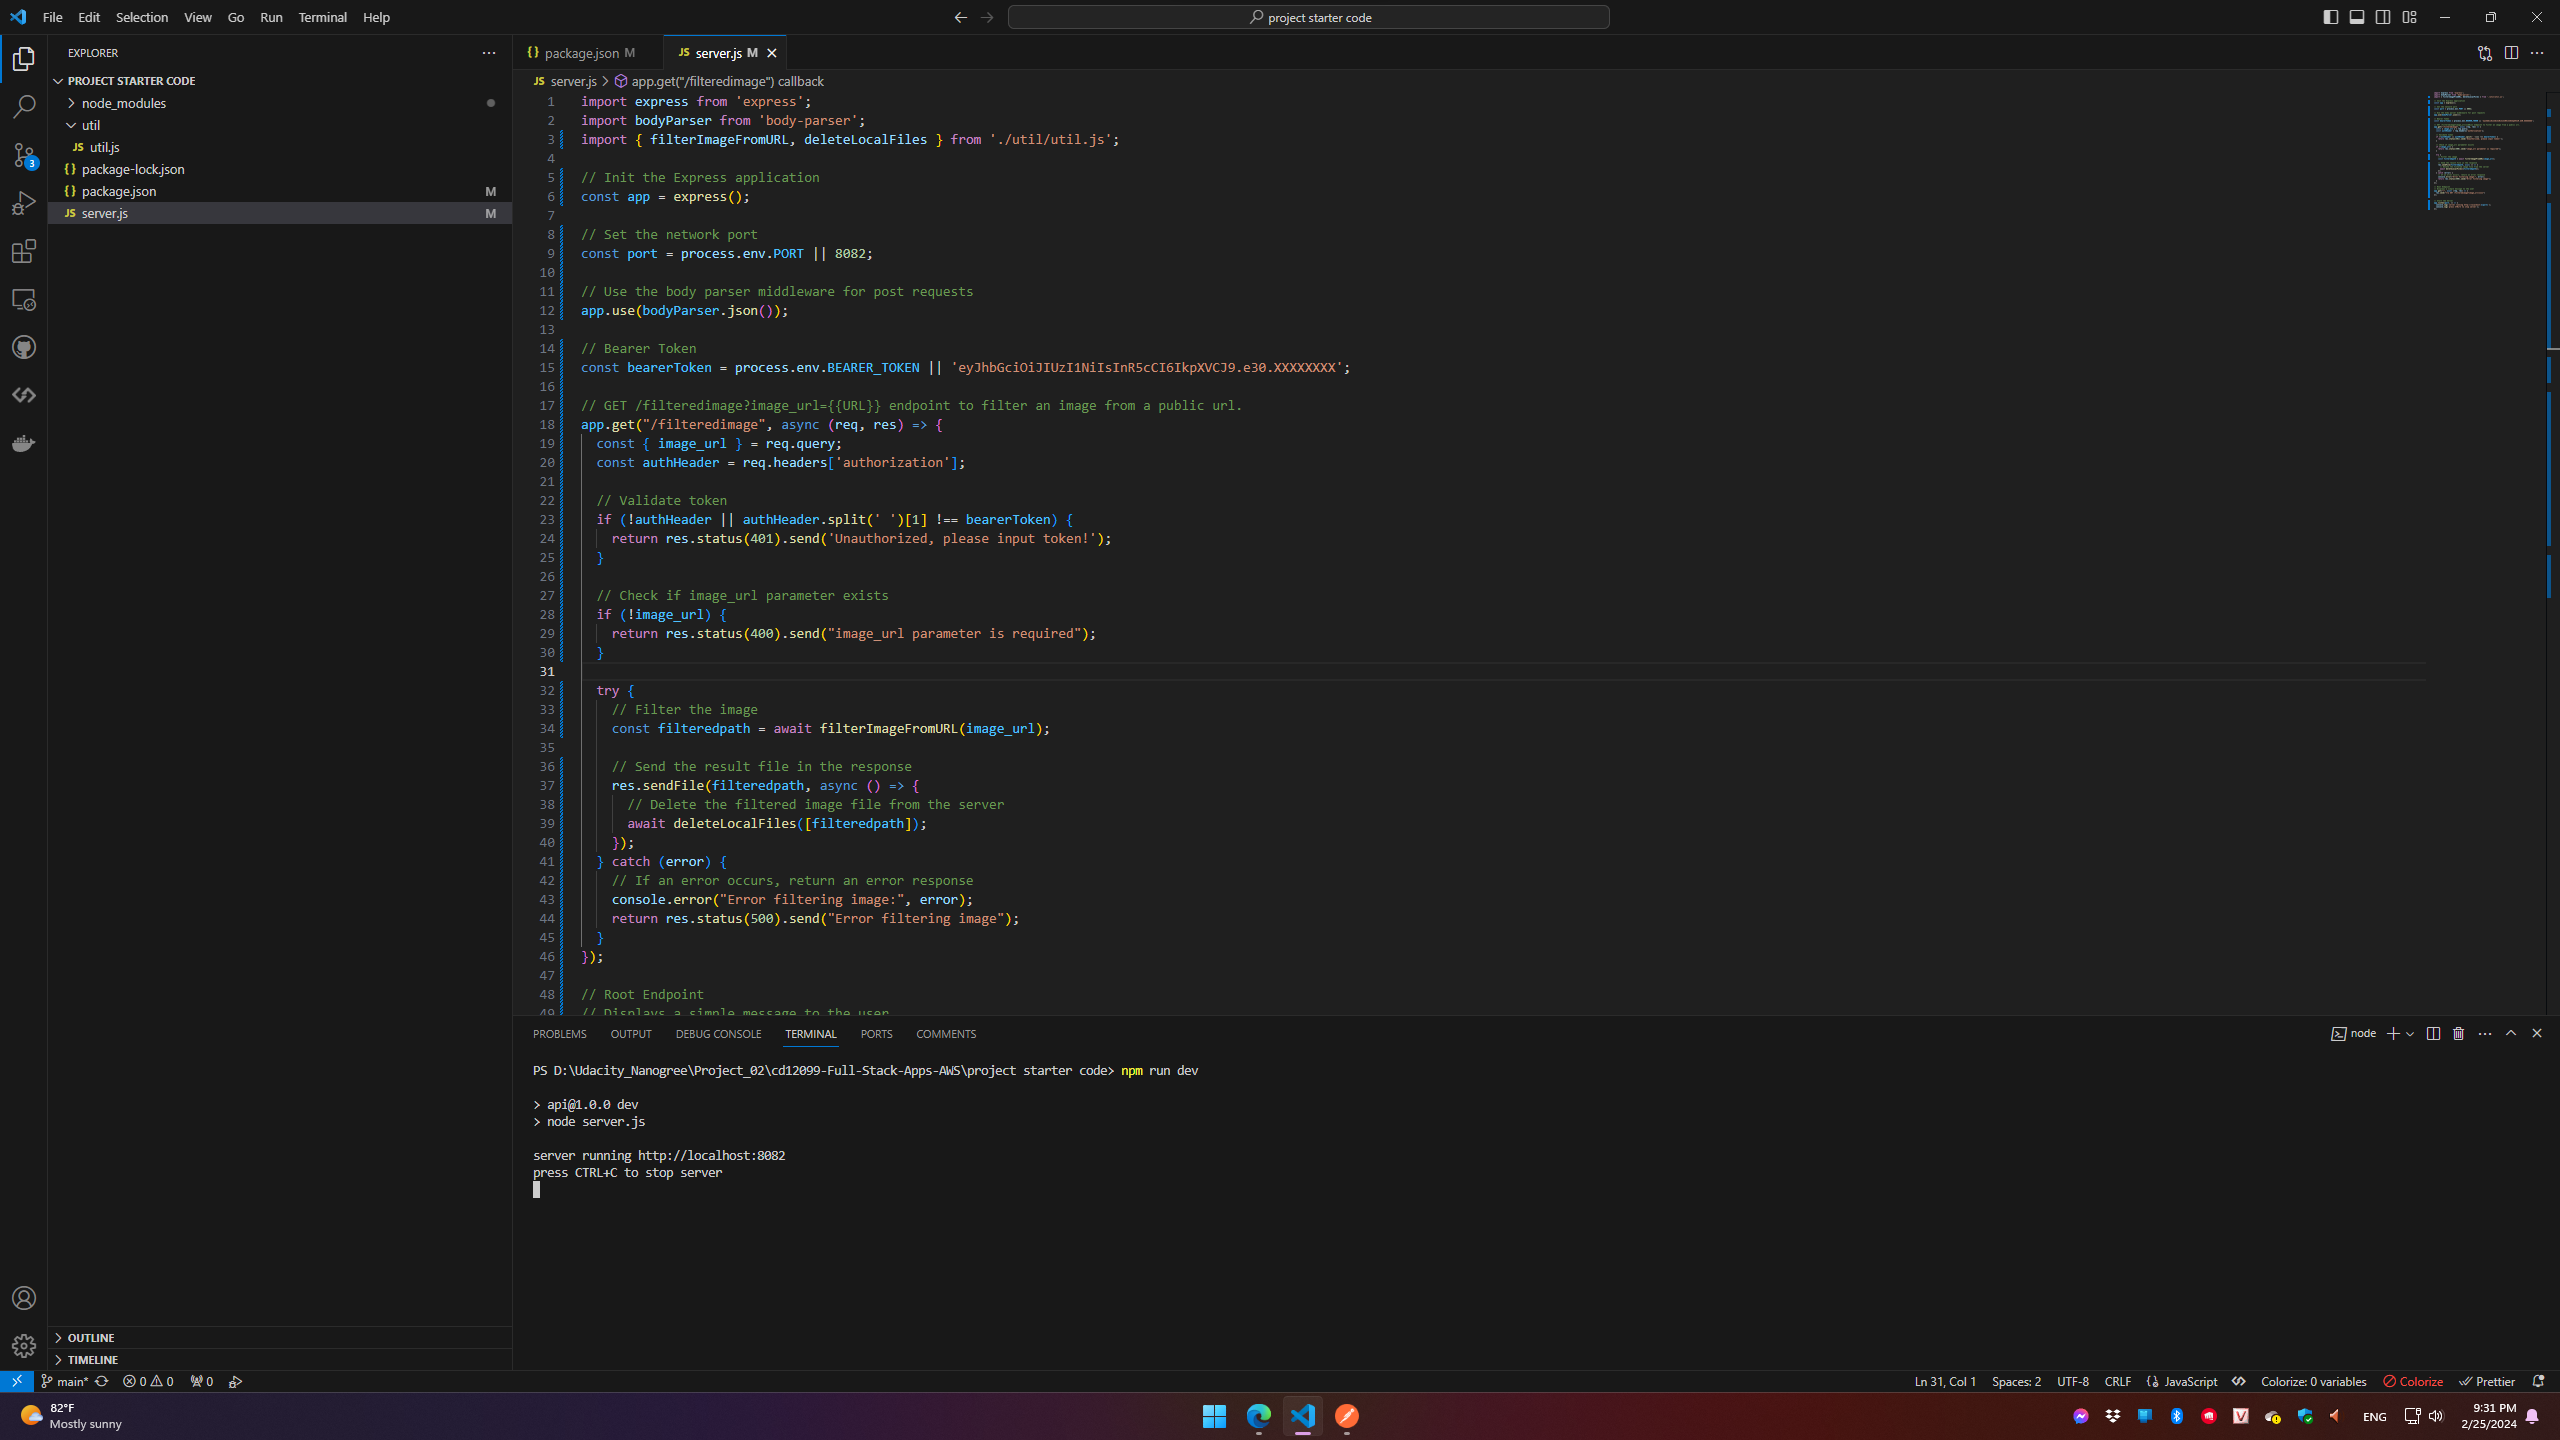 File Edit Selection View Go Run Terminal Help
project starter code
EXPLORER
PROJECT STARTER CODE
node_modules
util
JS util.js
{} package-lock.json
{} package.json M
JS server.js M
3
{} package.json M JS server.js M
JS server.js > app.get("/filteredimage") callback
1 import express from 'express';
2 import bodyParser from 'body-parser';
3 import { filterImageFromURL, deleteLocalFiles } from './util/util.js';
4
5 // Init the Express application
6 const app = express();
7
8 // Set the network port
9 const port = process.env.PORT || 8082;
10
11 // Use the body parser middleware for post requests
12 app.use(bodyParser.json());
13
14 // Bearer Token
15 const bearerToken = process.env.BEARER_TOKEN || 'eyJhbGciOiJIUzI1NiIsInR5cCI6IkpXVCJ9.e30.XXXXXXXX';
16
17 // GET /filteredimage?image_url={{URL}} endpoint to filter an image from a public url.
18 app.get("/filteredimage", async (req, res) => {
19 const { image_url } = req.query;
20 const authHeader = req.headers['authorization'];
21
22 // Validate token
23 if (!authHeader || authHeader.split(' ')[1] !== bearerToken) {
24 return res.status(401).send('Unauthorized, please input token!');
25 }
26
27 // Check if image_url parameter exists
28 if (!image_url) {
29 return res.status(400).send("image_url parameter is required");
30 }
31
32 try {
33 // Filter the image
34 const filteredpath = await filterImageFromURL(image_url);
35
36 // Send the result file in the response
37 res.sendFile(filteredpath, async () => {
38 // Delete the filtered image file from the server
39 await deleteLocalFiles([filteredpath]);
40 });
41 } catch (error) {
42 // If an error occurs, return an error response
43 console.error("Error filtering image:", error);
44 return res.status(500).send("Error filtering image");
45 }
46 });
47
48 // Root Endpoint
49 // Displays a simple message to the user
PROBLEMS OUTPUT DEBUG CONSOLE TERMINAL PORTS COMMENTS
node
PS D:\Udacity_Nanogree\Project_02\cd12099-Full-Stack-Apps-AWS\project starter code> npm run dev
> api@1.0.0 dev
> node server.js
server running http://localhost:8082
press CTRL+C to stop server
OUTLINE
TIMELINE
main* 0 0 0
Ln 31, Col 1 Spaces: 2 UTF-8 CRLF {} JavaScript Colorize: 0 variables Colorize Prettier
82°F
Mostly sunny
ENG
9:31 PM
2/25/2024